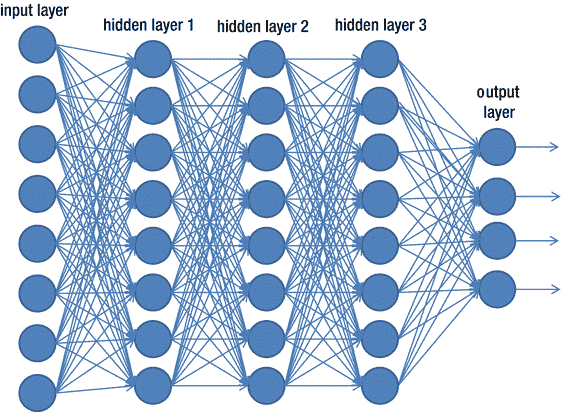 input layer
hidden layer 1
hidden layer 2
hidden layer 3
output
layer